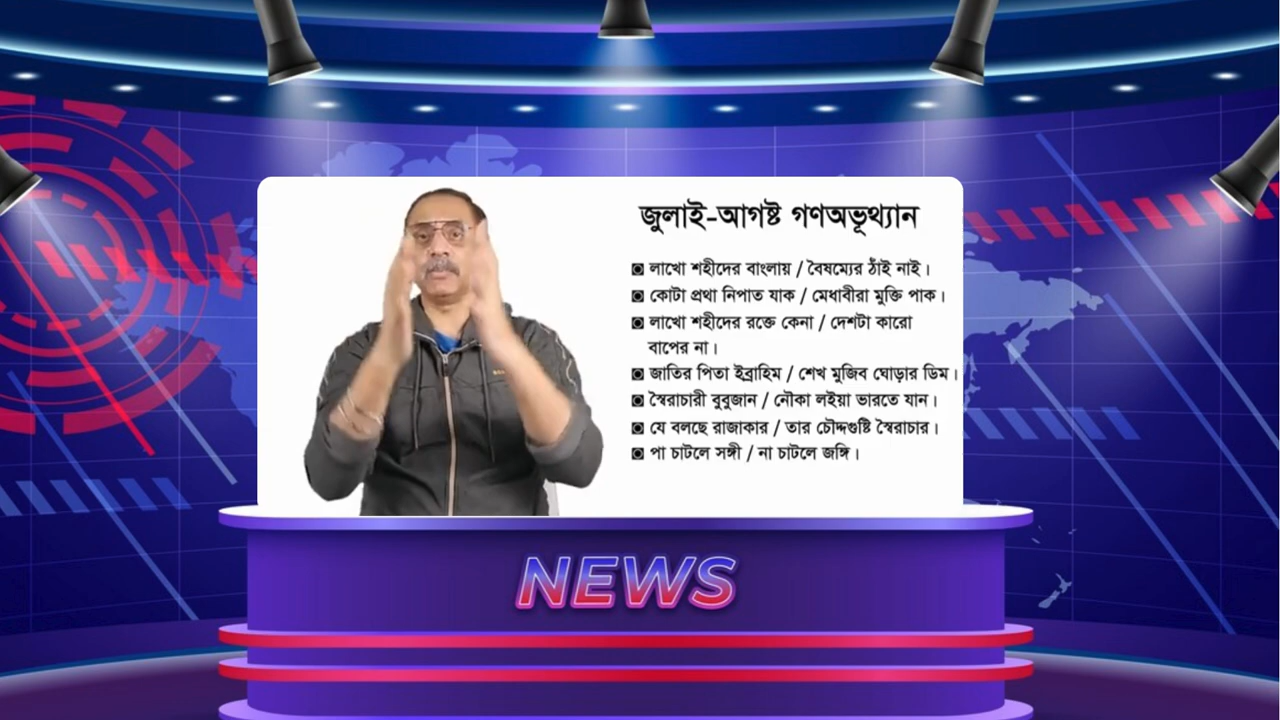 জুলাই-আগষ্ট গণঅভূথ্যান
◙ লাখো শহীদের বাংলায় / বৈষম্যের ঠাঁই নাই।
◙ কোটা প্রথা নিপাত যাক / মেধাবীরা মুক্তি পাক।
◙ লাখো শহীদের রক্তে কেনা / দেশটা কারো
বাপের না।
◙ জাতির পিতা ইব্রাহিম / শেখ মুজিব ঘোড়ার ডিম।
◙ স্বৈরাচারী বুবুজান / নৌকা লইয়া ভারতে যান।
◙ যে বলছে রাজাকার / তার চৌদ্দগুষ্টি স্বৈরাচার।
◙ পা চাটলে সঙ্গী / না চাটলে জঙ্গি।
NEWS